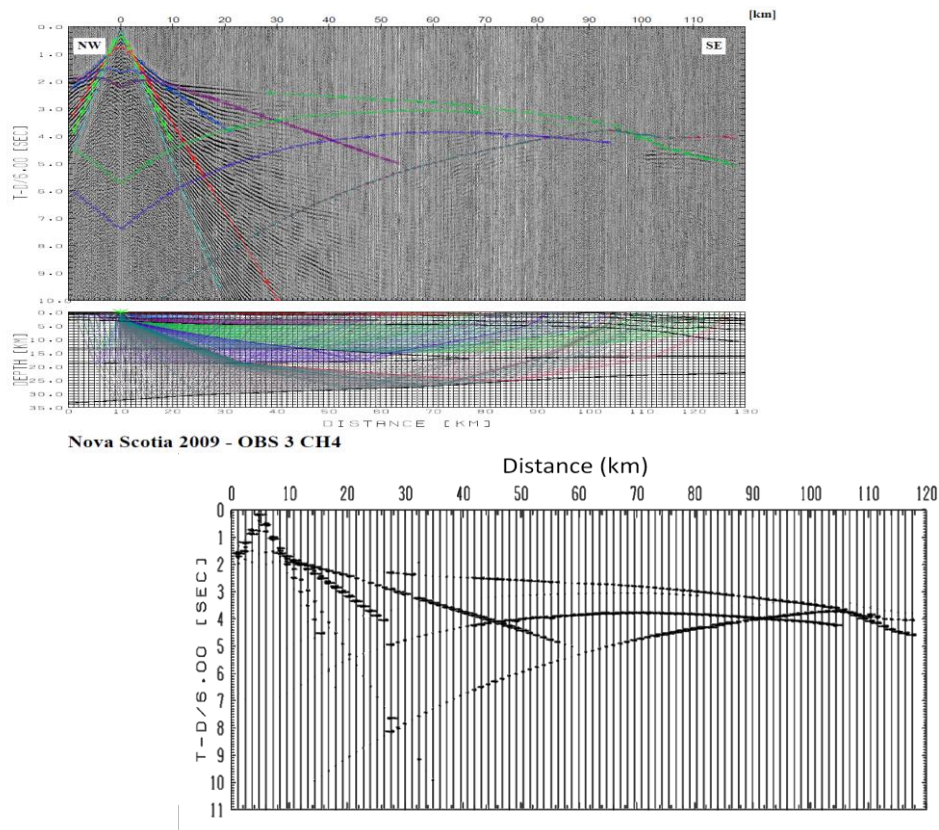 [km]
0 10 20 30 40 50 60 70 80 90 100 110
NW
SE
0.0
1.0
2.0
3.0
4.0
5.0
6.0
7.0
8.0
9.0
10.0
T-D/6.00 [SEC]
0.0
5.0
10.0
15.0
20.0
25.0
30.0
35.0
DEPTH [KM]
0 10 20 30 40 50 60 70 80 90 100 110 120 130
DISTANCE [KM]
Nova Scotia 2009 - OBS 3 CH4
Distance (km)
0 10 20 30 40 50 60 70 80 90 100 110 120
0
1
2
3
4
5
6
7
8
9
10
11
T-D/6.00 [SEC]